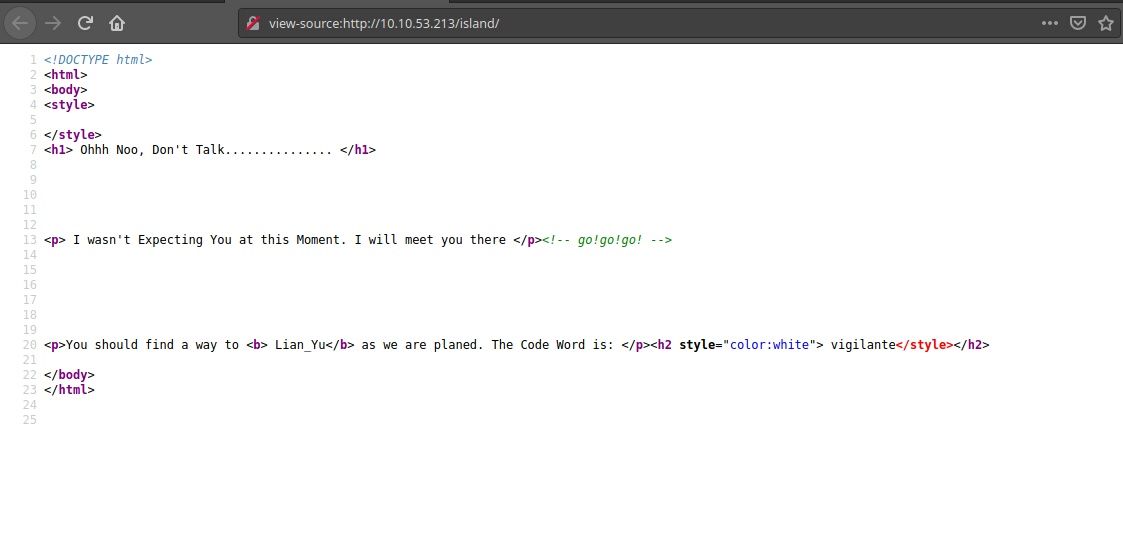 view-source:http://10.10.53.213/island/
1 <!DOCTYPE html>
2 <html>
3 <body>
4 <style>
5
6 </style>
7 <h1> Ohhh Noo, Don't Talk............... </h1>
8
9
10
11
12
13 <p> I wasn't Expecting You at this Moment. I will meet you there </p><!-- go!go!go! -->
14
15
16
17
18
19
20 <p>You should find a way to <b> Lian_Yu</b> as we are planed. The Code Word is: </p><h2 style="color:white"> vigilante</style></h2>
21
22 </body>
23 </html>
24
25